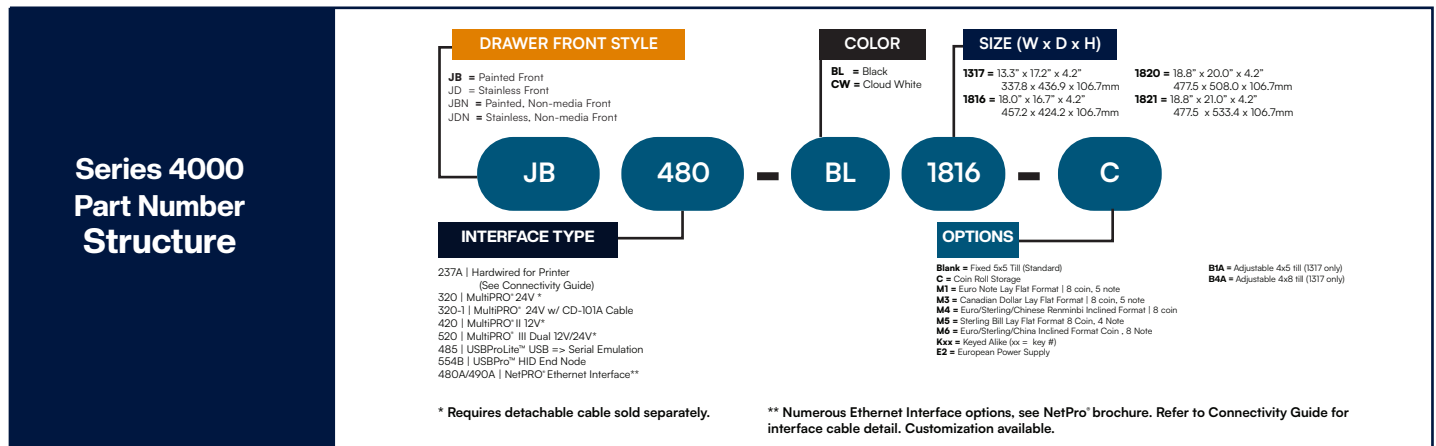 Series 4000
Part Number
Structure
DRAWER FRONT STYLE
JB = Painted Front
JD = Stainless Front
JBN = Painted, Non-media Front
JDN = Stainless, Non-media Front
COLOR
BL = Black
CW = Cloud White
SIZE (W x D x H)
1317 = 13.3” x 17.2” x 4.2”
337.8 x 436.9 x 106.7mm
1816 = 18.0” x 16.7” x 4.2”
457.2 x 424.2 x 106.7mm
1820 = 18.8” x 20.0” x 4.2”
477.5 x 508.0 x 106.7mm
1821 = 18.8” x 21.0” x 4.2”
477.5 x 533.4 x 106.7mm
JB 480 - BL 1816 - C
INTERFACE TYPE
237A | Hardwired for Printer
(See Connectivity Guide)
320 | MultiPRO® 24V *
320-1 | MultiPRO® 24V w/ CD-101A Cable
420 | MultiPRO® II 12V*
520 | MultiPRO® III Dual 12V/24V*
485 | USBProLite™ USB => Serial Emulation
554B | USBPro™ HID End Node
480A/490A | NetPRO® Ethernet Interface**
OPTIONS
Blank = Fixed 5x5 Till (Standard)
C = Coin Roll Storage
M1 = Euro Note Lay Flat Format | 8 coin, 5 note
M3 = Canadian Dollar Lay Flat Format | 8 coin, 5 note
M4 = Euro/Sterling/Chinese Renminbi Inclined Format | 8 coin
M5 = Sterling Bill Lay Flat Format 8 Coin, 4 Note
M6 = Euro/Sterling/China Inclined Format Coin , 8 Note
Kxx = Keyed Alike (xx = key #)
E2 = European Power Supply
B1A = Adjustable 4x5 till (1317 only)
B4A = Adjustable 4x8 till (1317 only)
* Requires detachable cable sold separately.
** Numerous Ethernet Interface options, see NetPro® brochure. Refer to Connectivity Guide for
interface cable detail. Customization available.